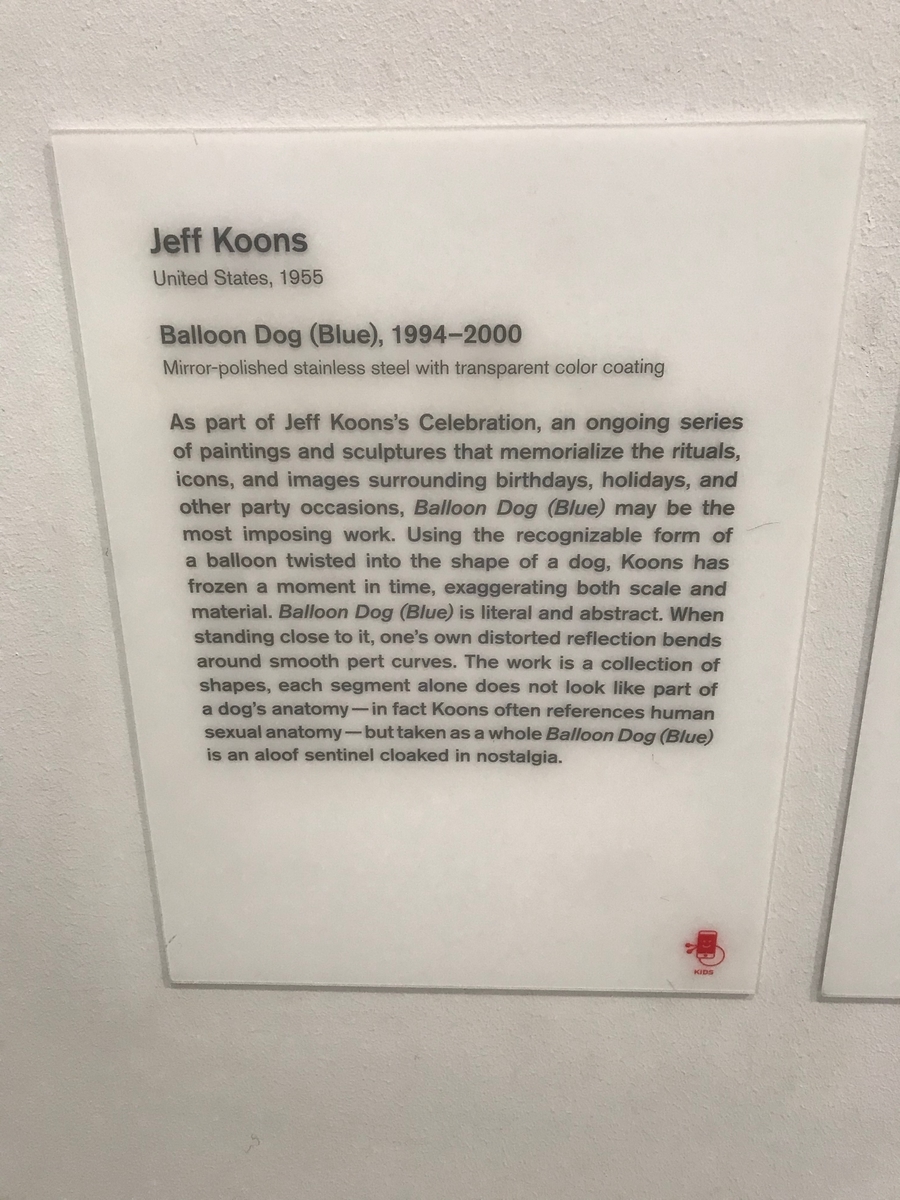 Jeff Koons
United States, 1955
Balloon Dog (Blue), 1994–2000
Mirror-polished stainless steel with transparent color coating
As part of Jeff Koons's Celebration, an ongoing series
of paintings and sculptures that memorialize the rituals,
icons, and images surrounding birthdays, holidays, and
other party occasions, Balloon Dog (Blue) may be the
most imposing work. Using the recognizable form of
a balloon twisted into the shape of a dog, Koons has
frozen a moment in time, exaggerating both scale and
material. Balloon Dog (Blue) is literal and abstract. When
standing close to it, one's own distorted reflection bends
around smooth pert curves. The work is a collection of
shapes, each segment alone does not look like part of
a dog's anatomy—in fact Koons often references human
sexual anatomy—but taken as a whole Balloon Dog (Blue)
is an aloof sentinel cloaked in nostalgia.
KIDS